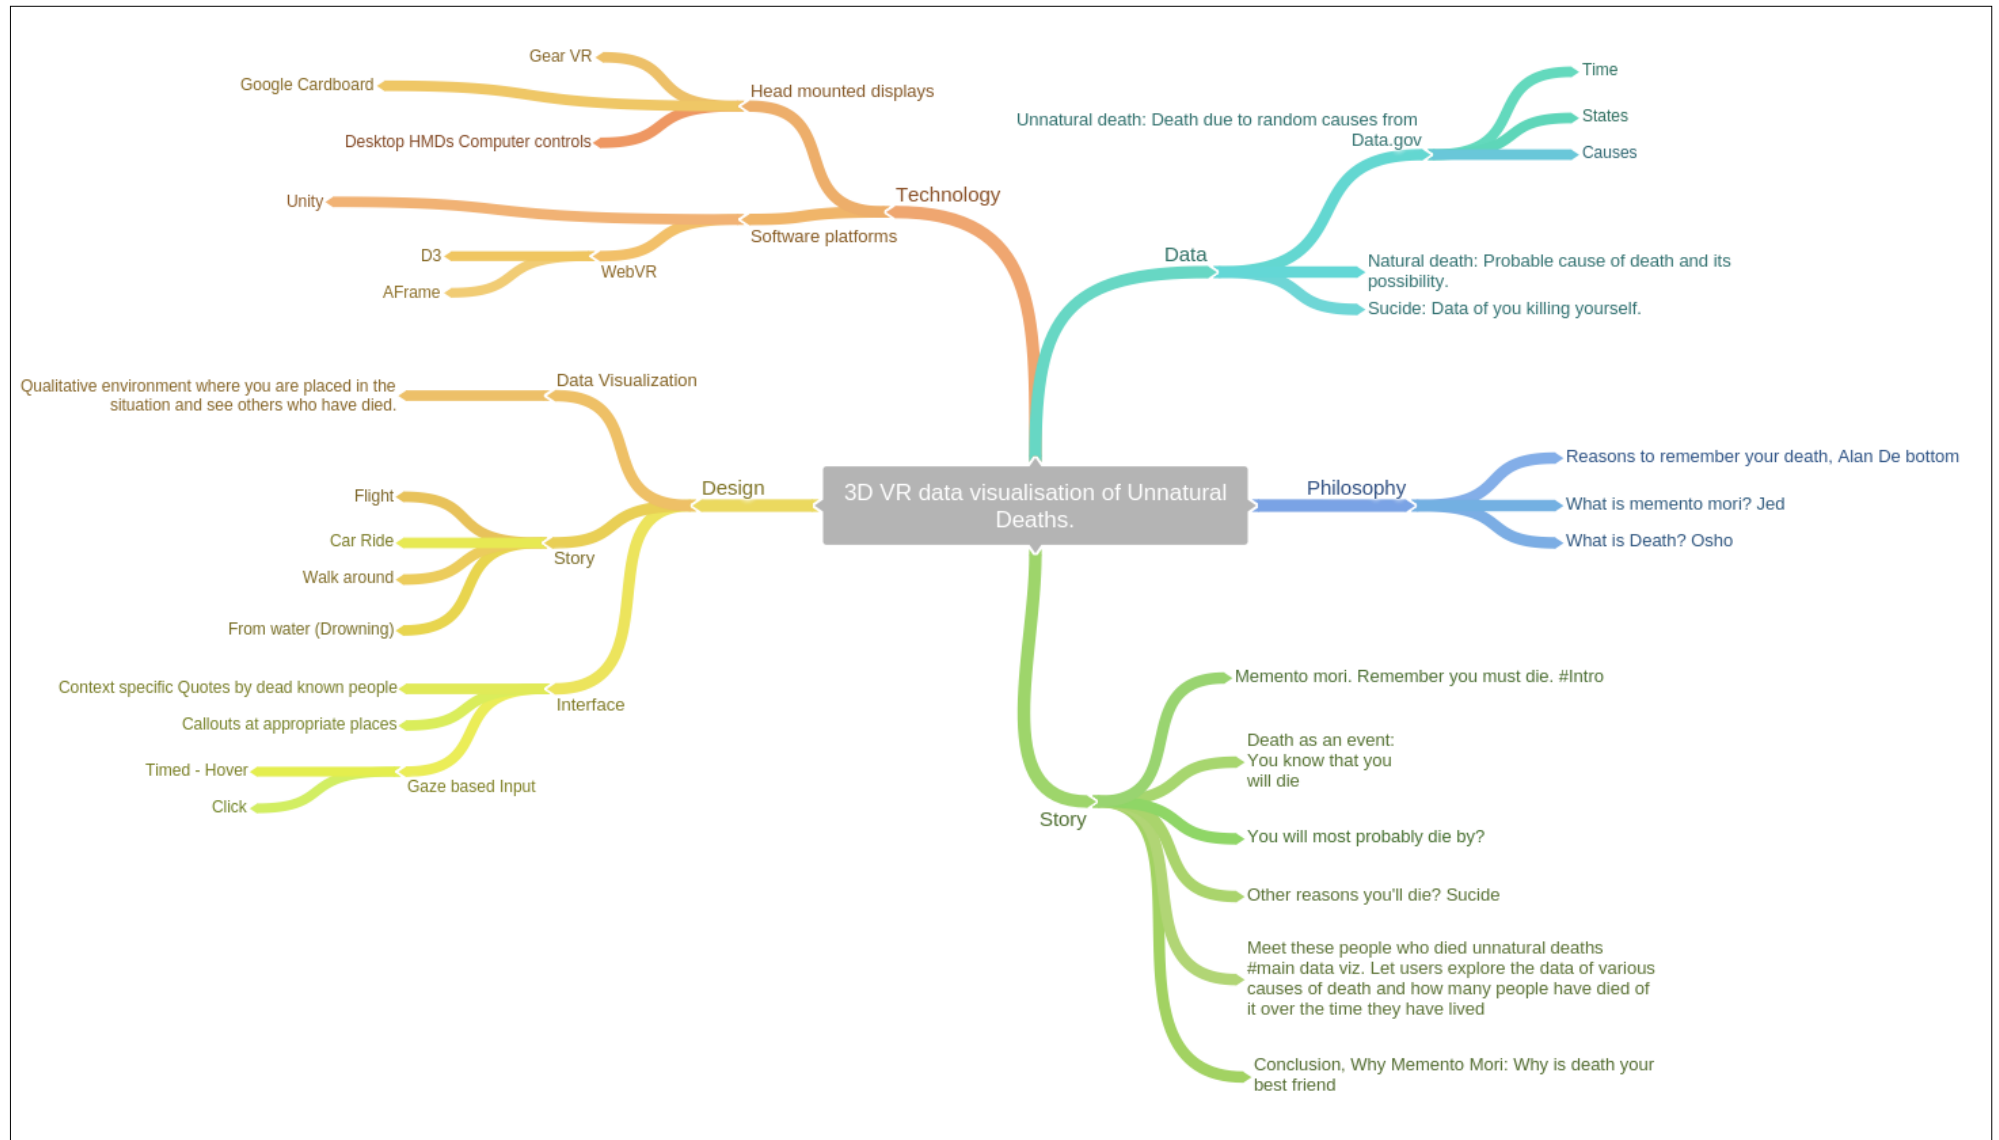 Gear VR
Google Cardboard
Desktop HMDs Computer controls
Head mounted displays
Unity
D3
AFrame
WebVR
Software platforms
Technology
Unnatural death: Death due to random causes from
Data.gov
Time
States
Causes
Data
Natural death: Probable cause of death and its
possibility.
Sucide: Data of you killing yourself.
Qualitative environment where you are placed in the
situation and see others who have died.
Data Visualization
Flight
Car Ride
Walk around
From water (Drowning)
Story
Design
Context specific Quotes by dead known people
Callouts at appropriate places
Timed - Hover
Click
Gaze based Input
Interface
3D VR data visualisation of Unnatural
Deaths.
Philosophy
Reasons to remember your death, Alan De bottom
What is memento mori? Jed
What is Death? Osho
Story
Memento mori. Remember you must die. #Intro
Death as an event:
You know that you
will die
You will most probably die by?
Other reasons you'll die? Sucide
Meet these people who died unnatural deaths
#main data viz. Let users explore the data of various
causes of death and how many people have died of
it over the time they have lived
Conclusion, Why Memento Mori: Why is death your
best friend